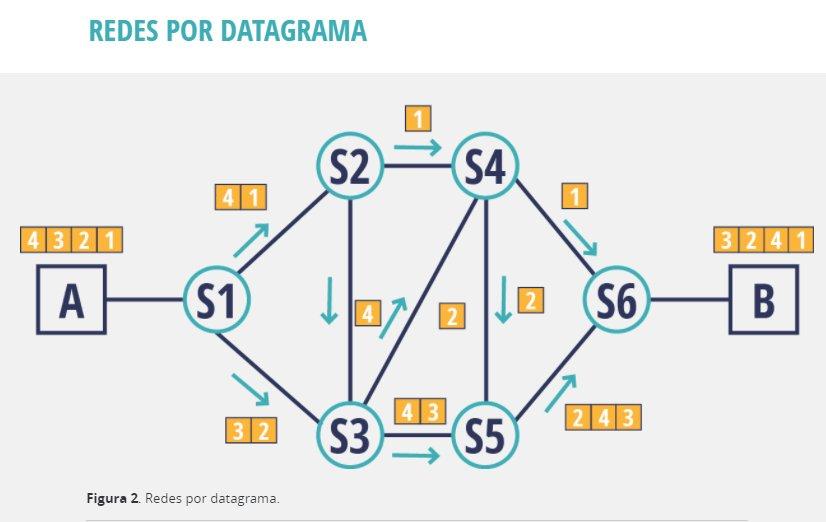 REDES POR DATAGRAMA
1
S2
S4
4 1
1
4 3 2 1
3 2 4 1
A
S1
4
2
2
S6
B
3 2
4 3
2 4 3
S3
S5
Figura 2. Redes por datagrama.